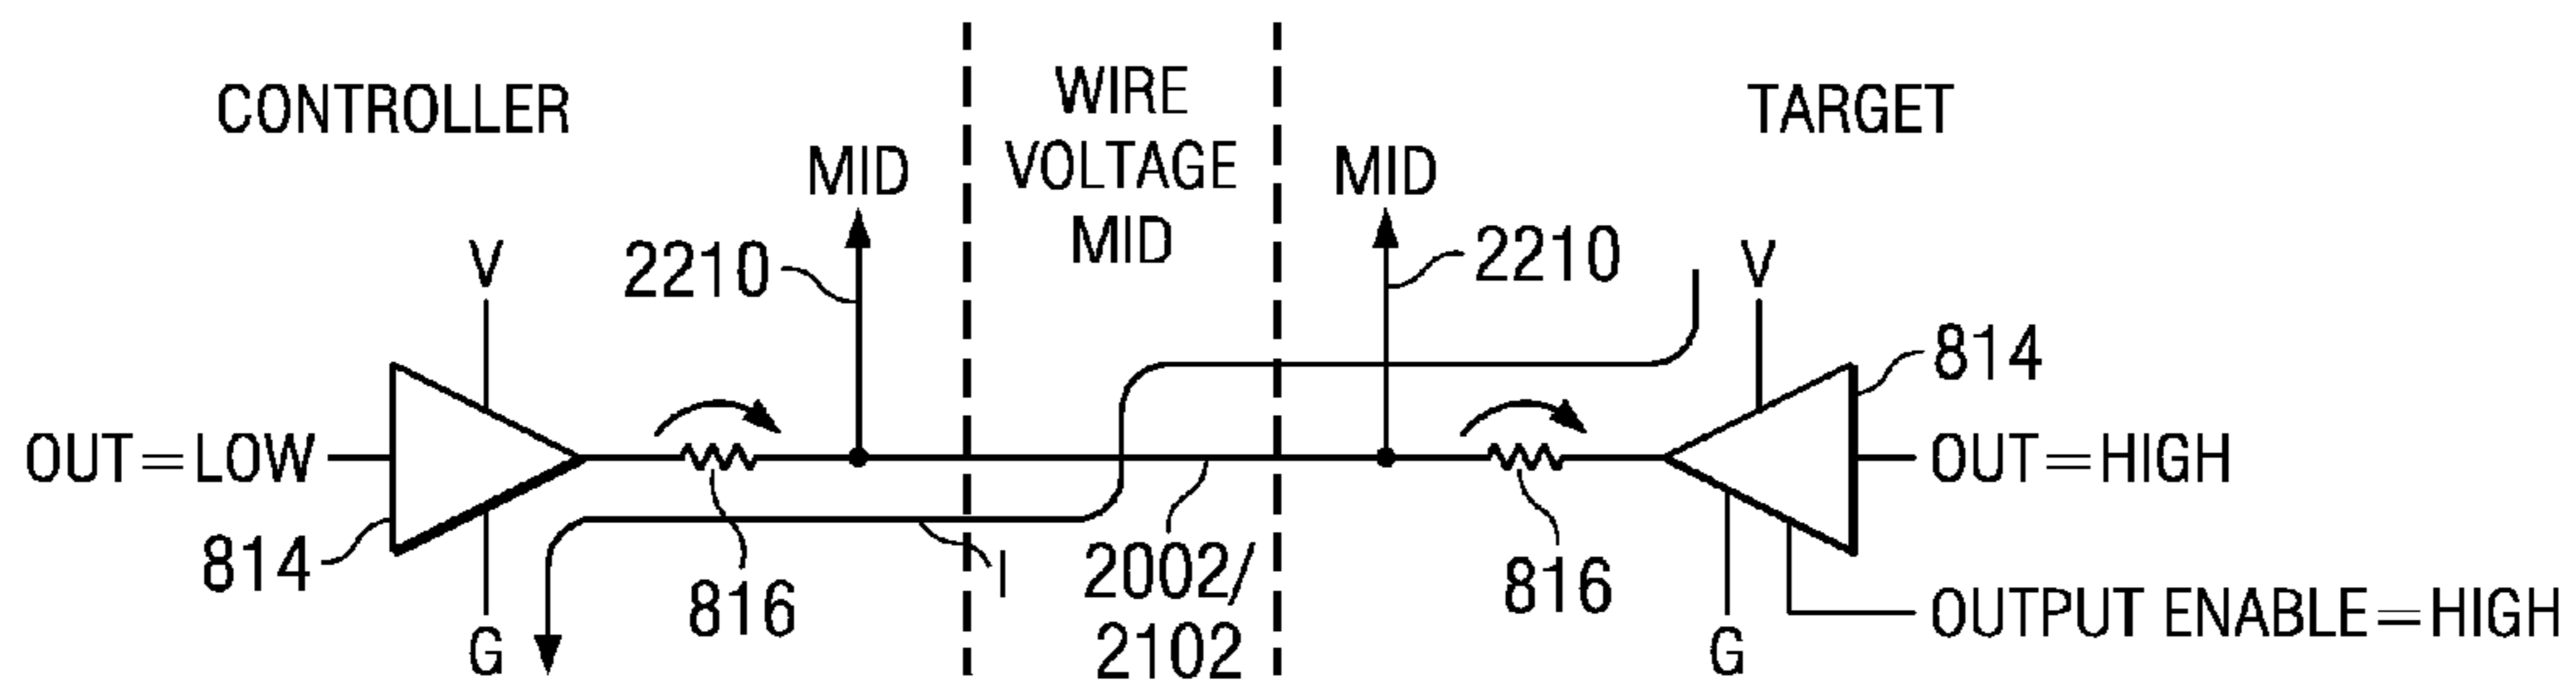 CONTROLLER
WIRE
VOLTAGE
MID
TARGET
MID
MID
V
2210
2210
V
814
OUT=LOW
OUT=HIGH
814
816
I
2002/
2102
816
OUTPUT ENABLE=HIGH
G
G